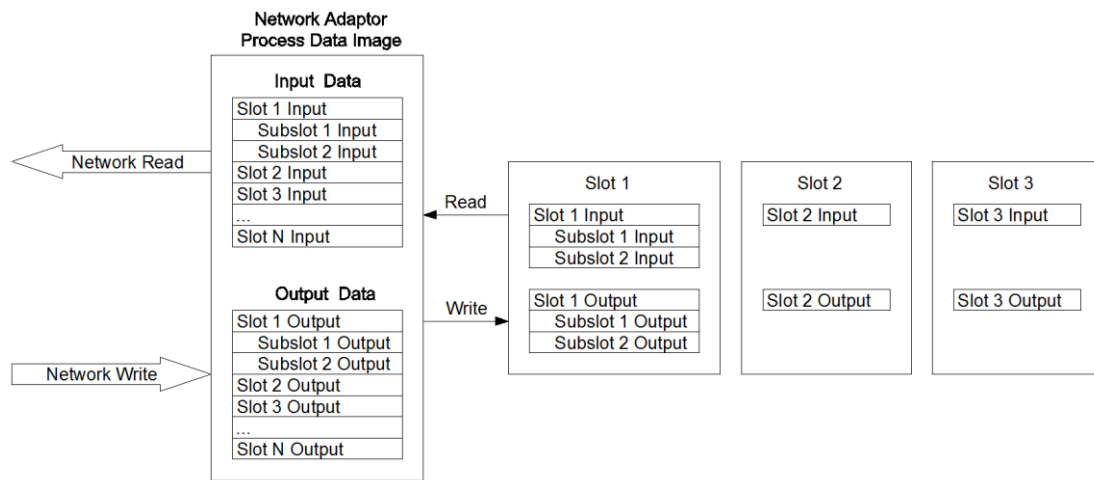 Network Adaptor
Process Data Image
Input Data
Slot 1 Input
Subslot 1 Input
Subslot 2 Input
Slot 2 Input
Slot 3 Input
...
Slot N Input
Network Read
Output Data
Slot 1 Output
Subslot 1 Output
Subslot 2 Output
Slot 2 Output
Slot 3 Output
...
Slot N Output
Network Write
Read
Write
Slot 1
Slot 1 Input
Subslot 1 Input
Subslot 2 Input
Slot 1 Output
Subslot 1 Output
Subslot 2 Output
Slot 2
Slot 2 Input
Slot 2 Output
Slot 3
Slot 3 Input
Slot 3 Output